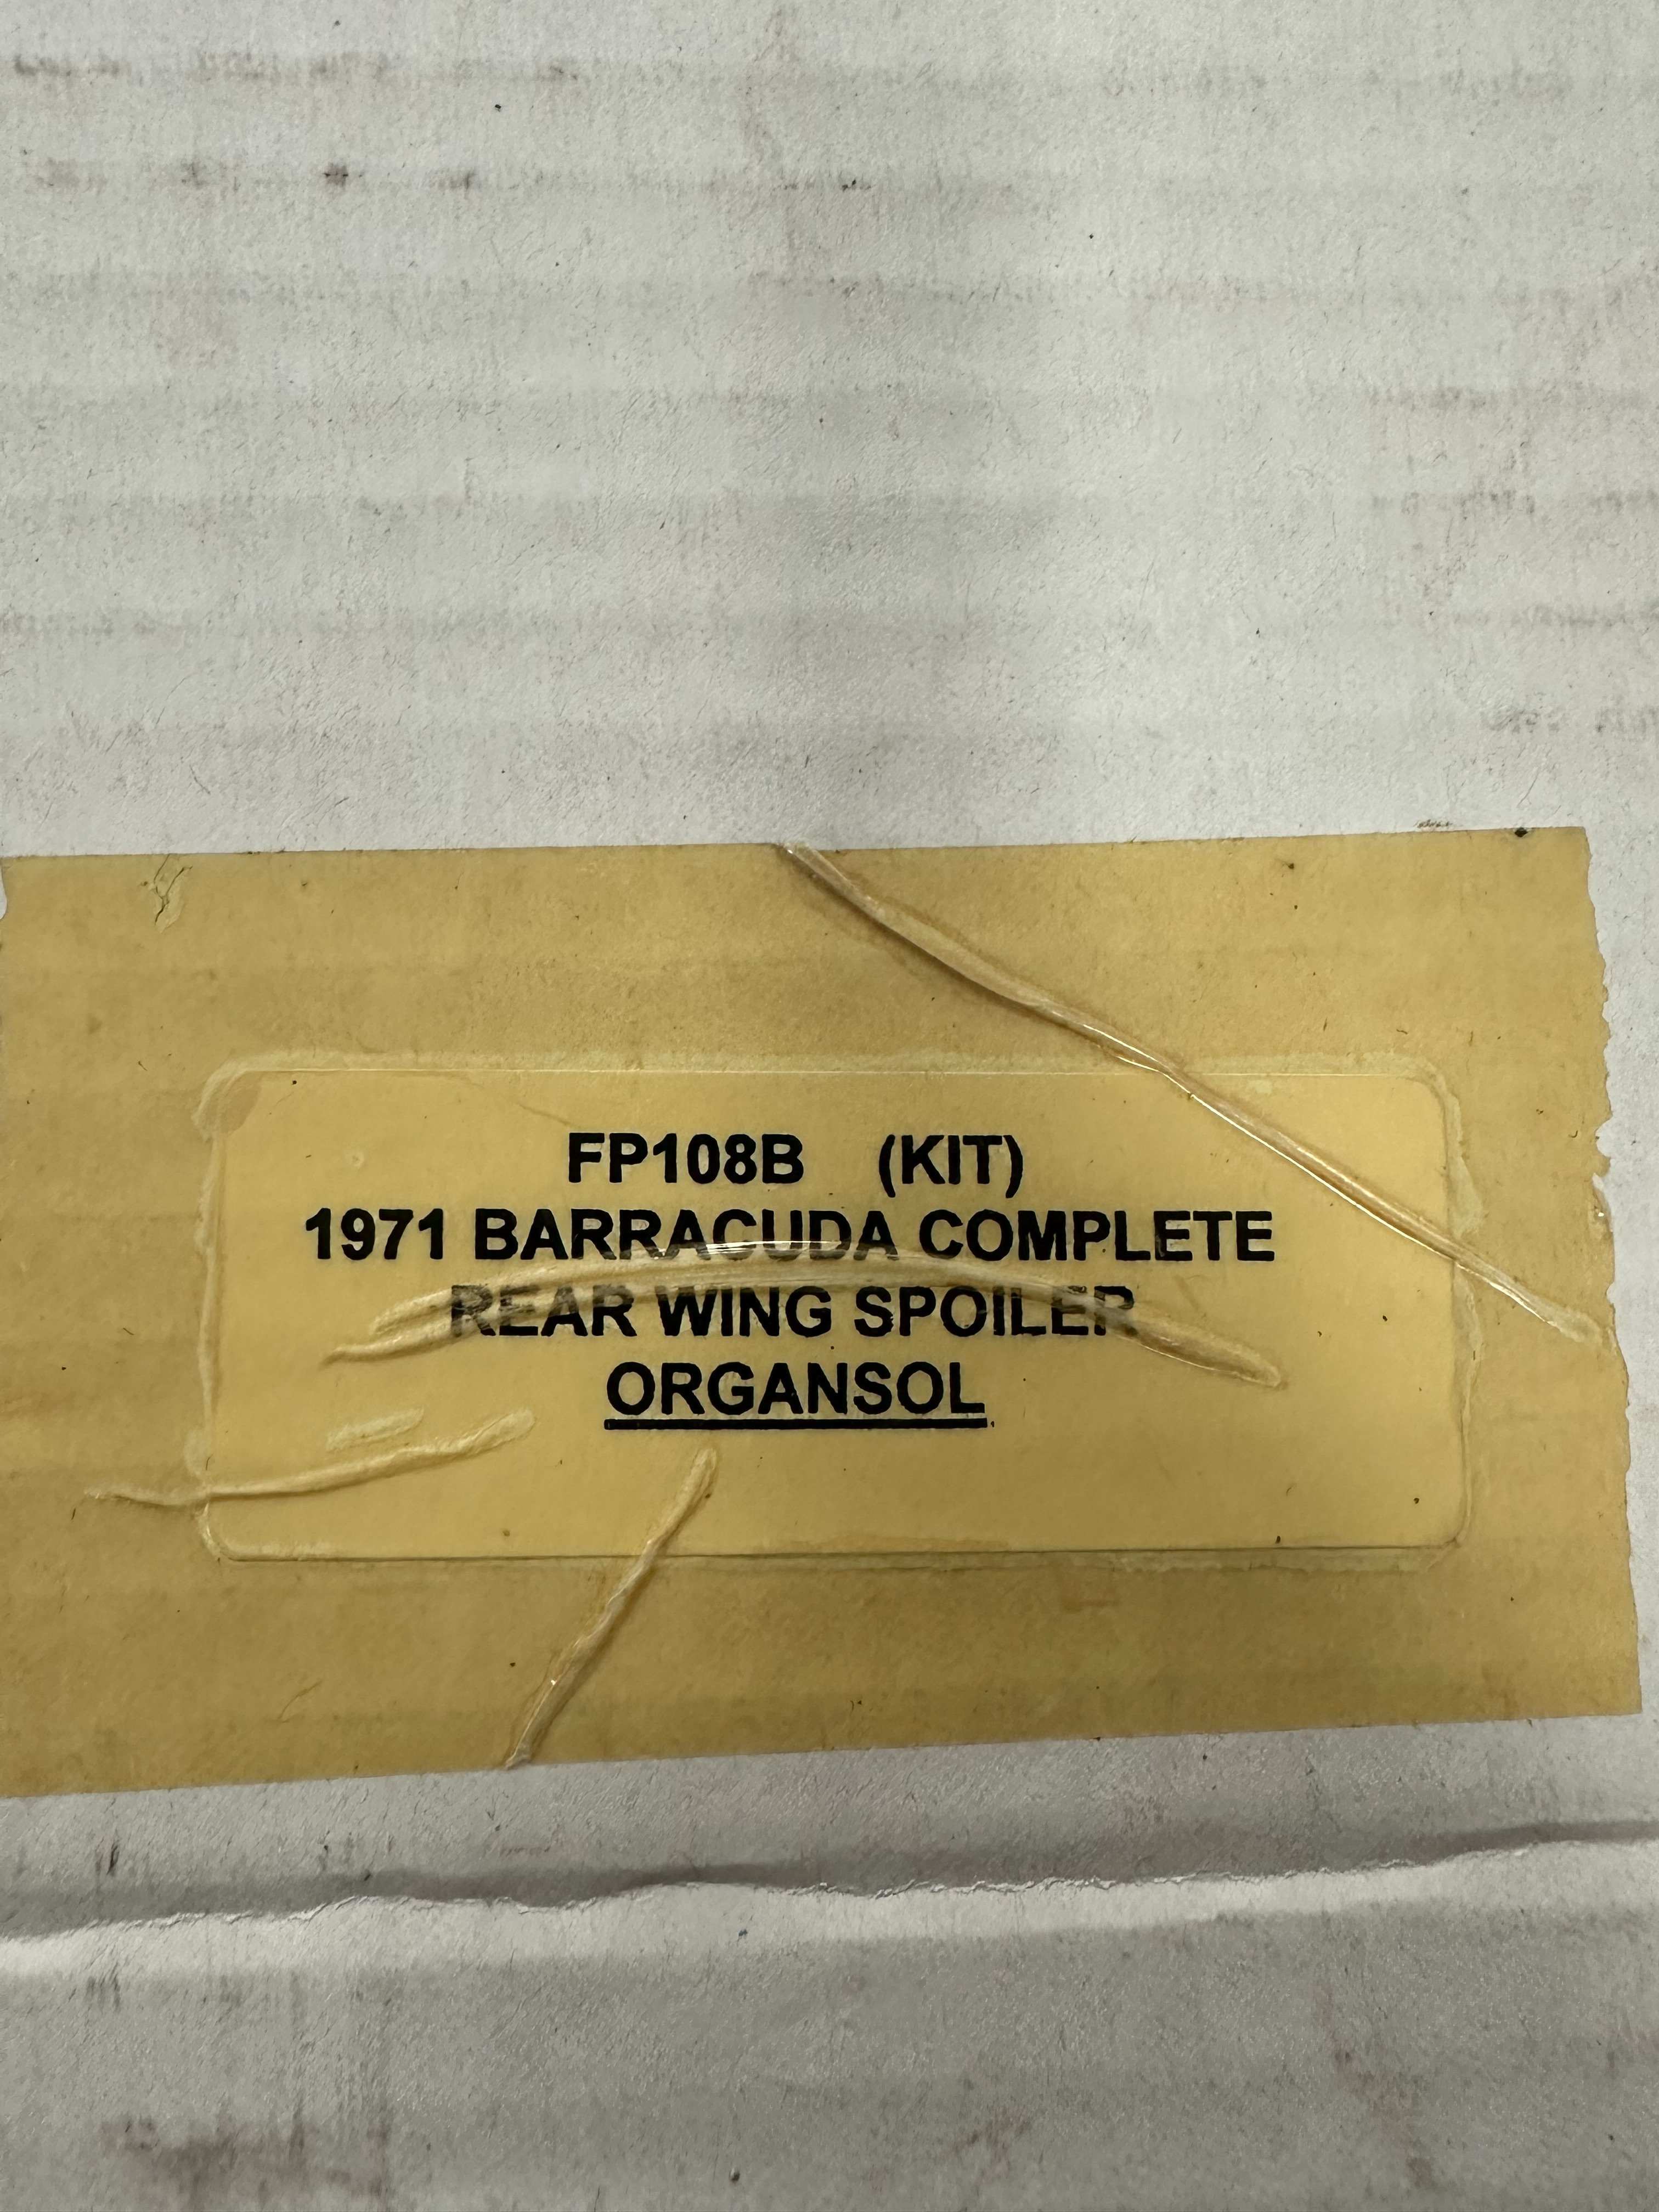 FP108B (KIT)
1971 BARRACUDA COMPLETE
REAR WING SPOILER
ORGANSOL